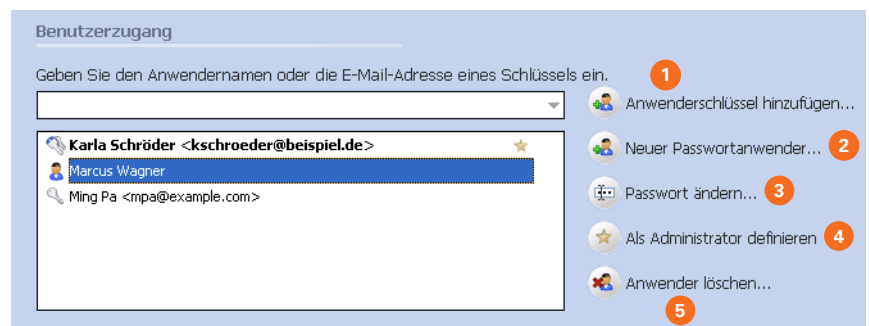 Benutzerzugang
Geben Sie den Anwendernamen oder die E-Mail-Adresse eines Schlüssels ein.
1
Anwenderschlüssel hinzufügen...
Karla Schröder <kschroeder@beispiel.de>
Neuer Passwortanwender... 2
Marcus Wagner
Ming Pa <mpa@example.com>
Passwort ändern... 3
Als Administrator definieren 4
Anwender löschen...
5